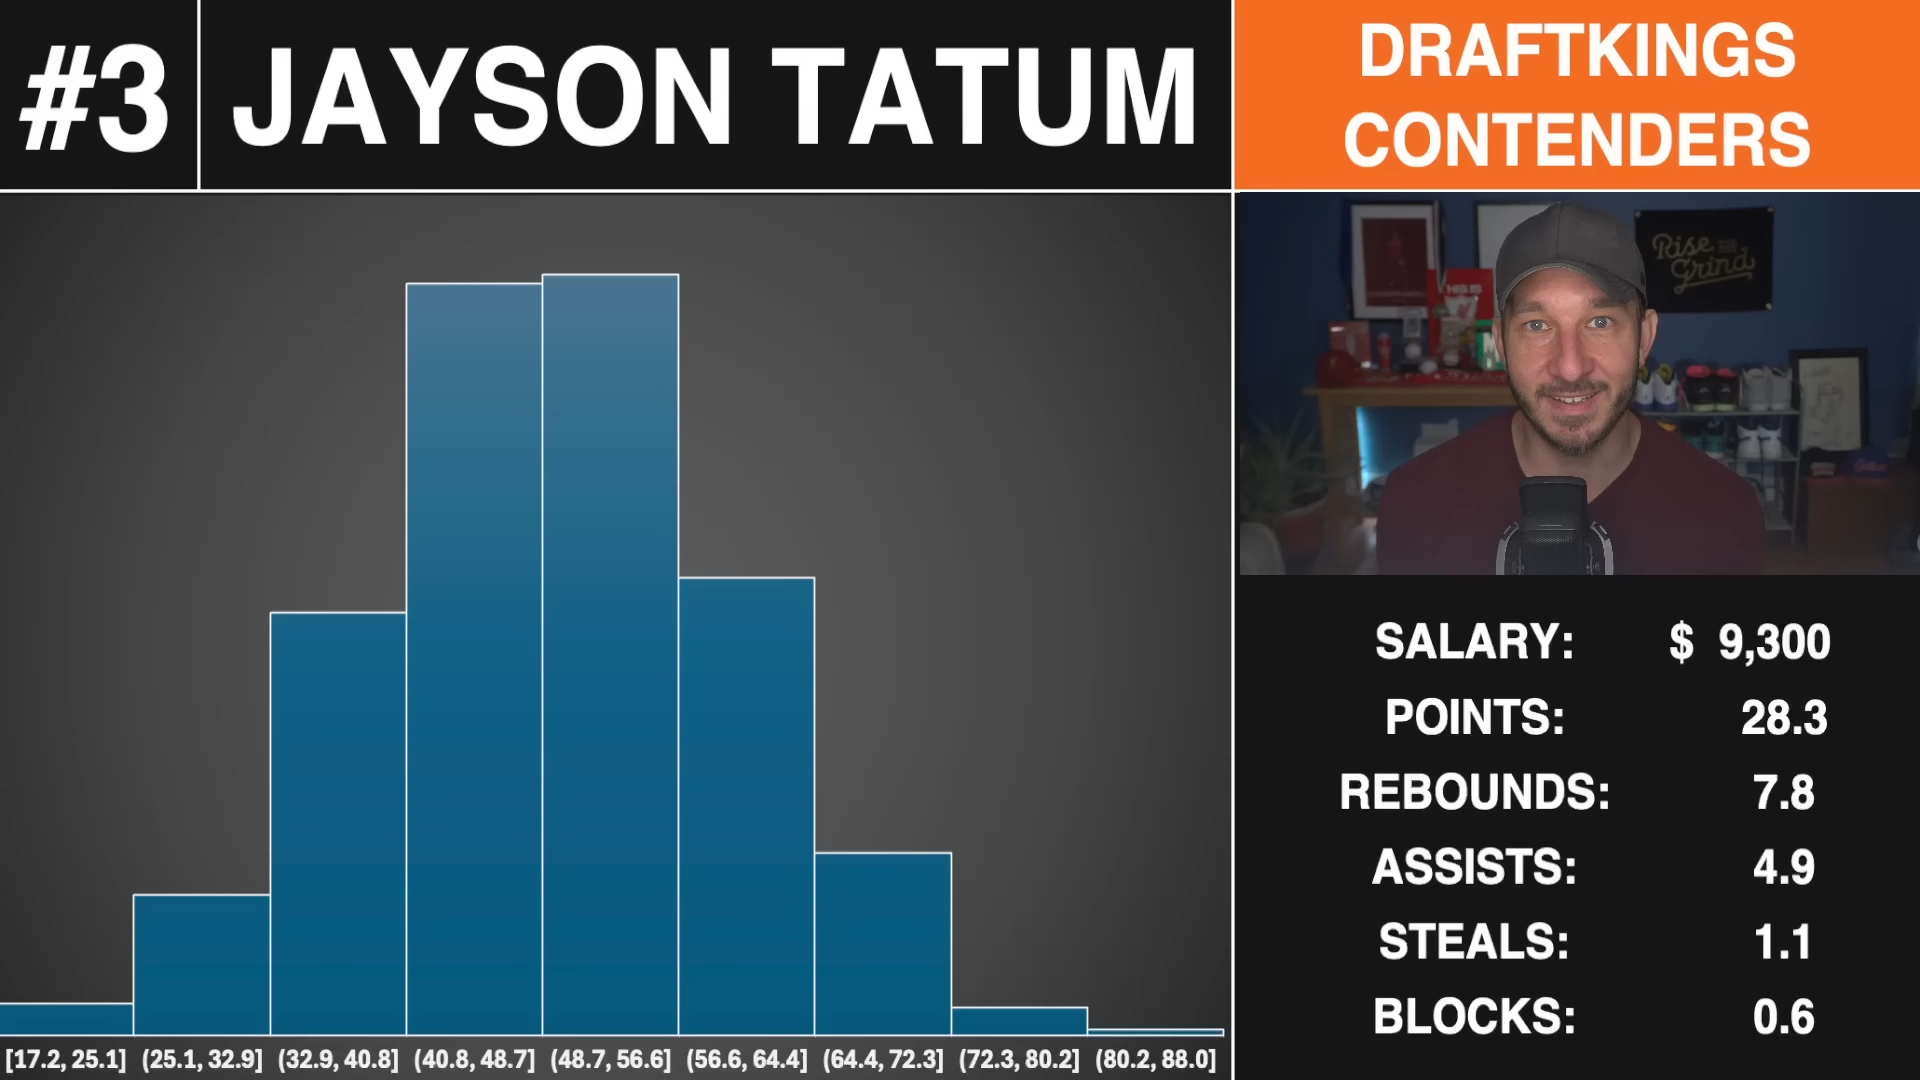 #3
JAYSON TATUM
DRAFTKINGS
CONTENDERS
Rise
Grind
SALARY: $ 9,300
POINTS: 28.3
REBOUNDS: 7.8
ASSISTS: 4.9
STEALS: 1.1
BLOCKS: 0.6
[17.2, 25.1] (25.1, 32.9] (32.9, 40.8] (40.8, 48.7] (48.7, 56.6] (56.6, 64.4] (64.4, 72.3] (72.3, 80.2] (80.2, 88.0]